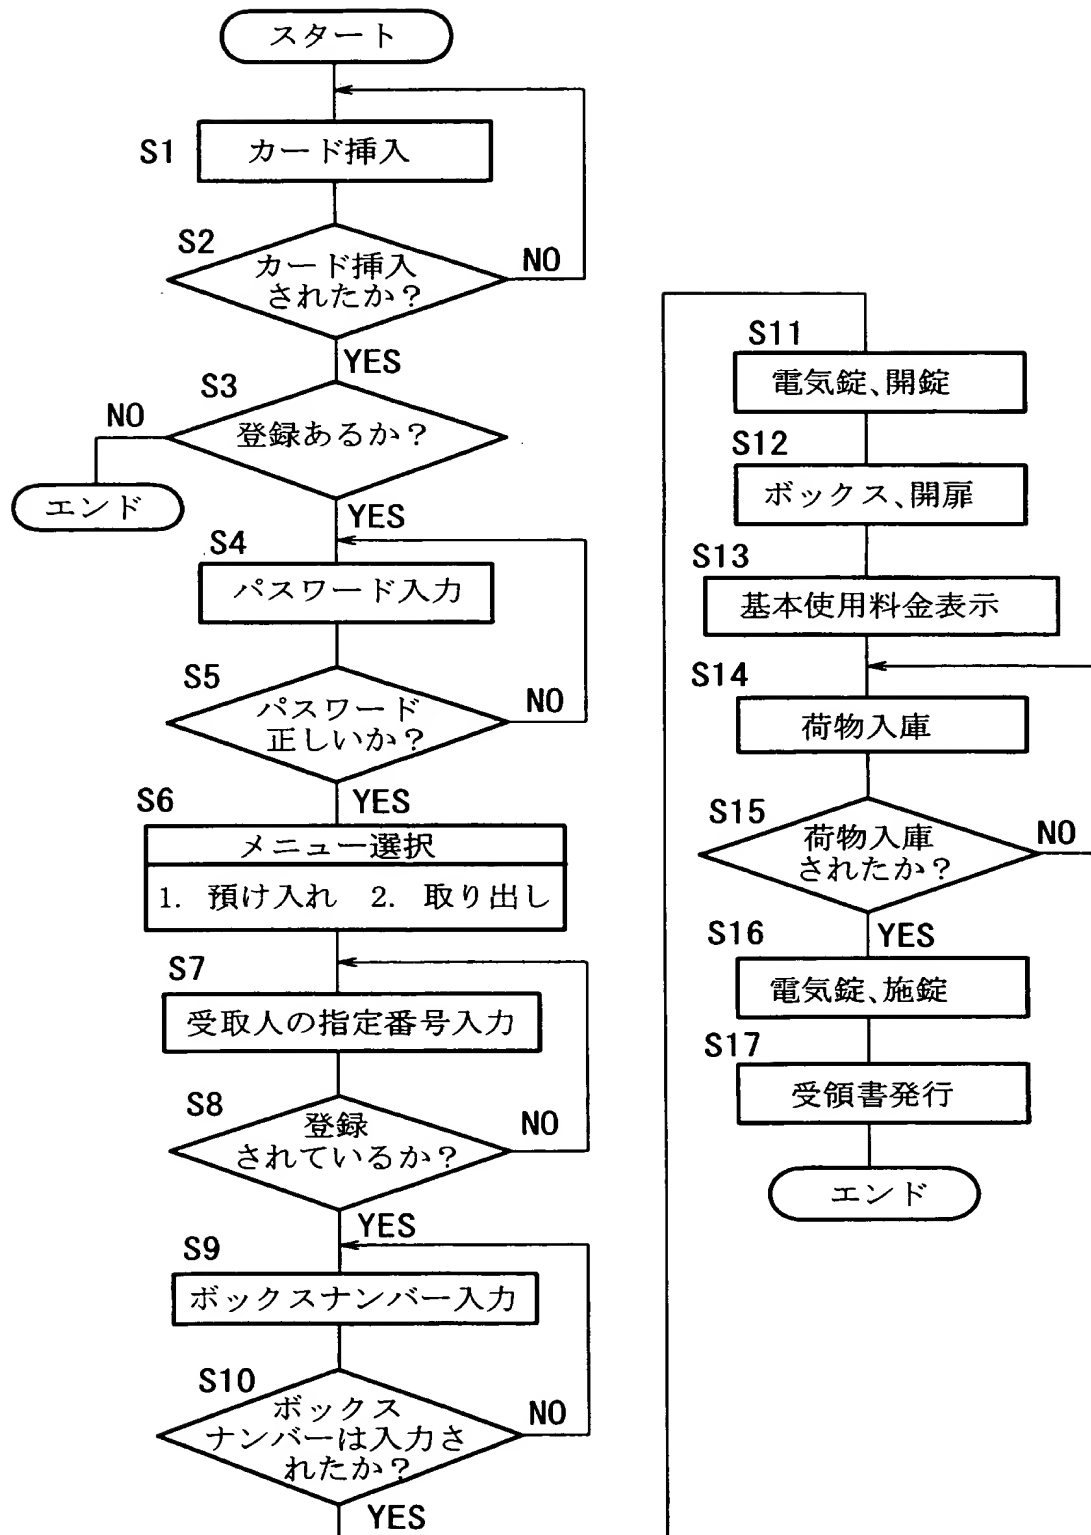 スタート
S1
カード挿入
S2
カード挿入
されたか？
NO
YES
S3
登録あるか？
NO
エンド
YES
S4
パスワード入力
S5
パスワード
正しいか？
NO
YES
S6
メニュー選択
1. 預け入れ 2. 取り出し
S7
受取人の指定番号入力
S8
登録
されているか？
NO
YES
S9
ボックスナンバー入力
S10
ボックス
ナンバーは入力さ
れたか？
NO
YES
S11
電気錠、開錠
S12
ボックス、開扉
S13
基本使用料金表示
S14
荷物入庫
S15
荷物入庫
されたか？
NO
YES
S16
電気錠、施錠
S17
受領書発行
エンド